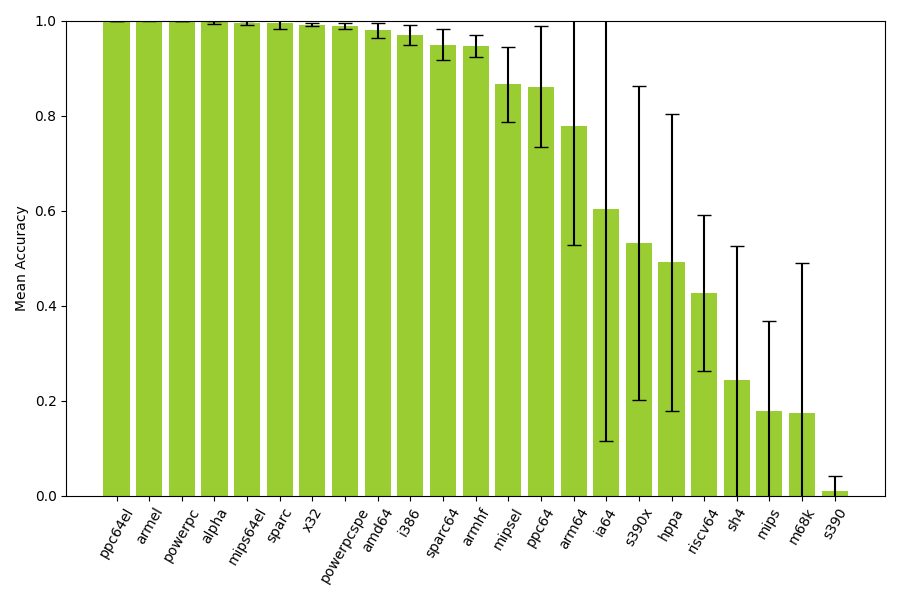 1.0
0.8
0.6
0.4
0.2
0.0
Mean Accuracy
ppc64el
armel
powerpc
alpha
mips64el
sparc
x32
powerpcspe
amd64
i386
sparc64
armhf
mipsel
ppc64
arm64
ia64
s390x
hppa
riscv64
sh4
mips
m68k
s390